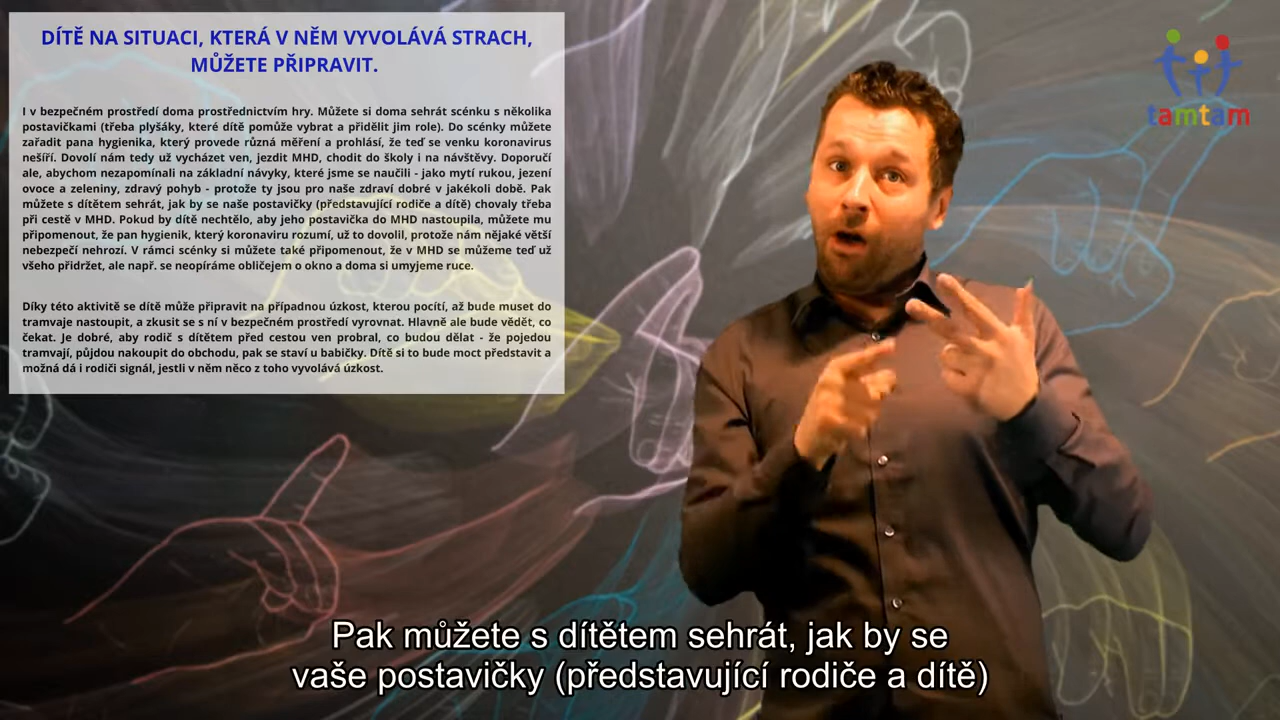 DÍTĚ NA SITUACI, KTERÁ V NĚM VYVOLÁVÁ STRACH,
MŮŽETE PŘIPRAVIT.
I v bezpečném prostředí doma prostřednictvím hry. Můžete si doma sehrát scénku s několika
postavičkami (třeba plyšáky, které dítě pomůže vybrat a přidělit jim role). Do scénky můžete
zařadit pana hygienika, který provede různá měření a prohlásí, že teď se venku koronavirus
nešíří. Dovolí nám tedy už vycházet ven, jezdit MHD, chodit do školy i na návštěvy. Doporučí
ale, abychom nezapomínali na základní návyky, které jsme se naučili - jako mytí rukou, jezení
ovoce a zeleniny, zdravý pohyb - protože ty jsou pro naše zdraví dobré v jakékoli době. Pak
můžete s dítětem sehrát, jak by se naše postavičky (představující rodiče a dítě) chovaly třeba
při cestě v MHD. Pokud by dítě nechtělo, aby jeho postavička do MHD nastoupila, můžete mu
připomenout, že pan hygienik, který koronaviru rozumí, už to dovolil, protože nám nějaké větší
nebezpečí nehrozí. V rámci scénky si můžete také připomenout, že v MHD se můžeme teď už
všeho přidržet, ale např. se neopíráme obličejem o okno a doma si umyjeme ruce.
Díky této aktivitě se dítě může připravit na případnou úzkost, kterou pocítí, až bude muset do
tramvaje nastoupit, a zkusit se s ní v bezpečném prostředí vyrovnat. Hlavně ale bude vědět, co
čekat. Je dobré, aby rodič s dítětem před cestou ven probral, co budou dělat - že pojedou
tramvají, půjdou nakoupit do obchodu, pak se staví u babičky. Dítě si to bude moct představit a
možná dá i rodiči signál, jestli v něm něco z toho vyvolává úzkost.
tamtam
Pak můžete s dítětem sehrát, jak by se
vaše postavičky (představující rodiče a dítě)